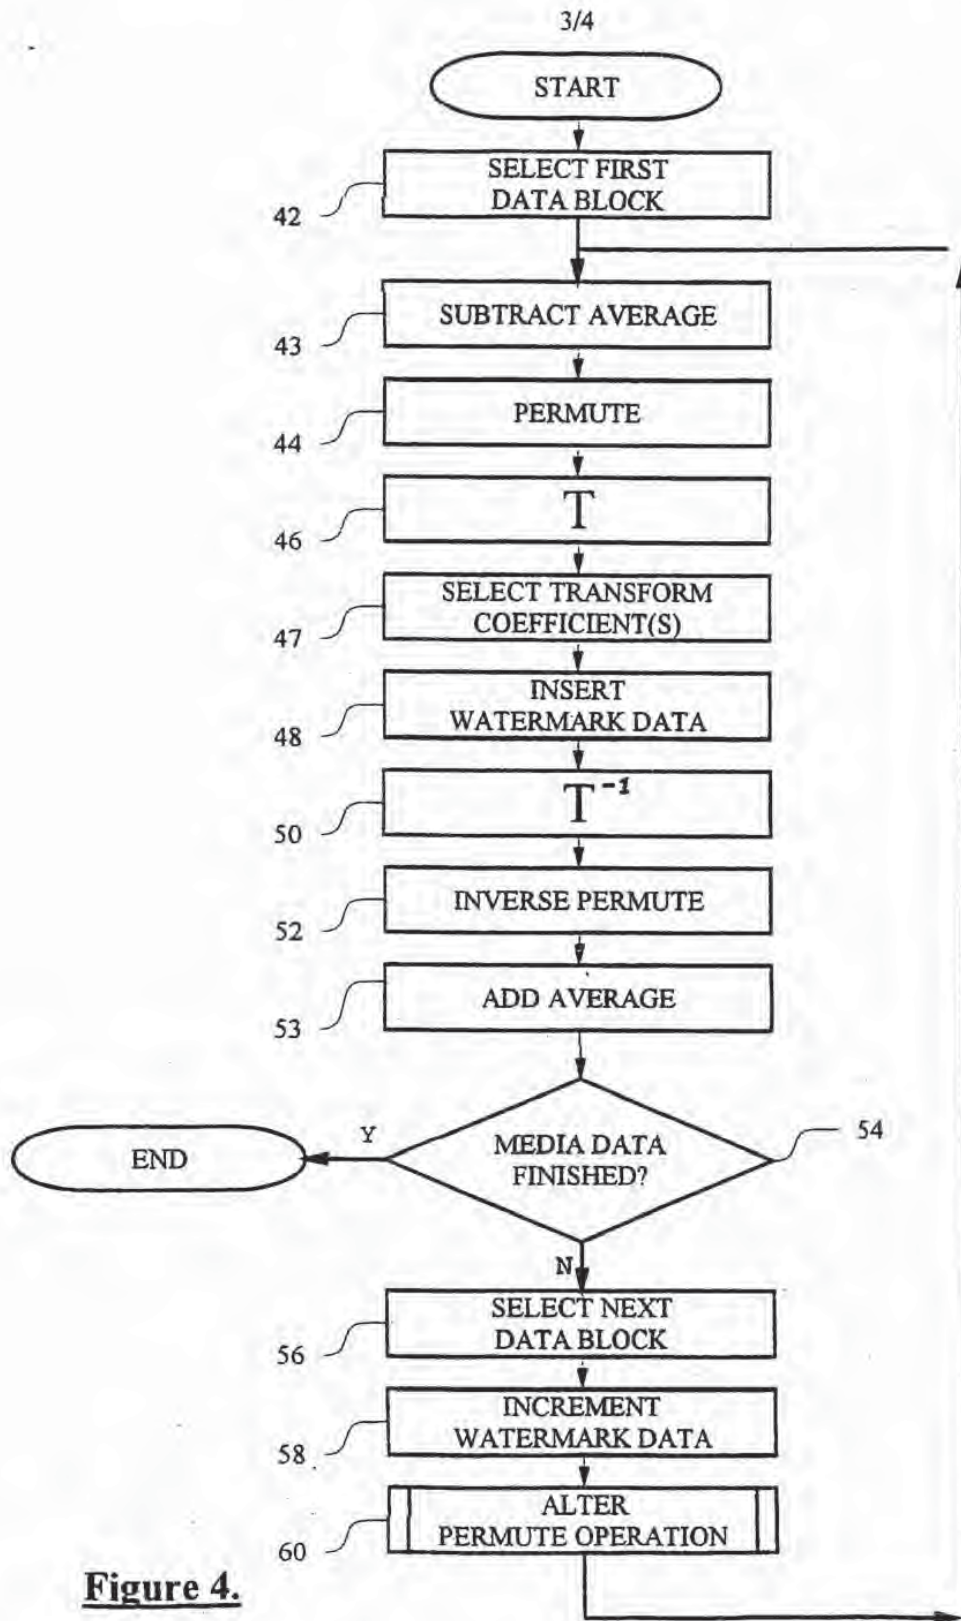 3/4
START
SELECT FIRST
DATA BLOCK
42
SUBTRACT AVERAGE
43
PERMUTE
44
T
46
SELECT TRANSFORM
COEFFICIENT(S)
47
INSERT
WATERMARK DATA
48
T⁻¹
50
INVERSE PERMUTE
52
ADD AVERAGE
53
MEDIA DATA
FINISHED?
54
Y
END
N
SELECT NEXT
DATA BLOCK
56
INCREMENT
WATERMARK DATA
58
ALTER
PERMUTE OPERATION
60
Figure 4.